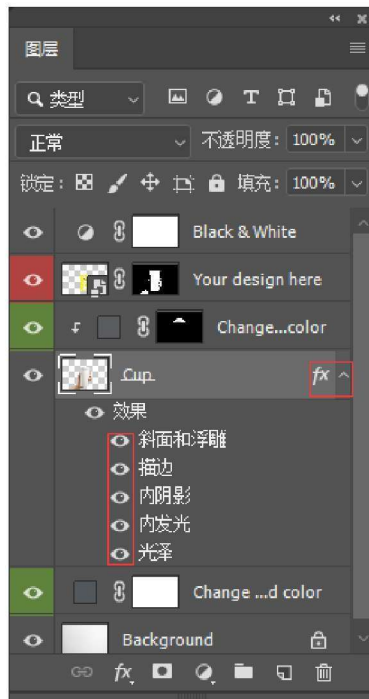 图层
类型
正常 不透明度: 100%
锁定: 填充: 100%
Black & White
Your design here
Change...color
Cup fx
效果
斜面和浮雕
描边
内阴影
内发光
光泽
Change ...d color
Background
fx